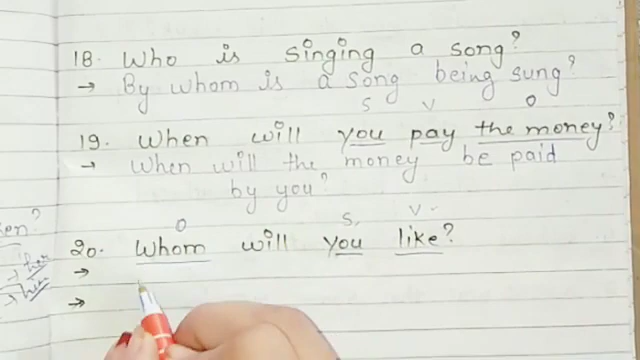 18. Who is singing a song?
→ By whom is a song being sung?
S V O
19. When will you pay the money?
→ When will the money be paid
by you?
O S V
20. Whom will you like?
→
→